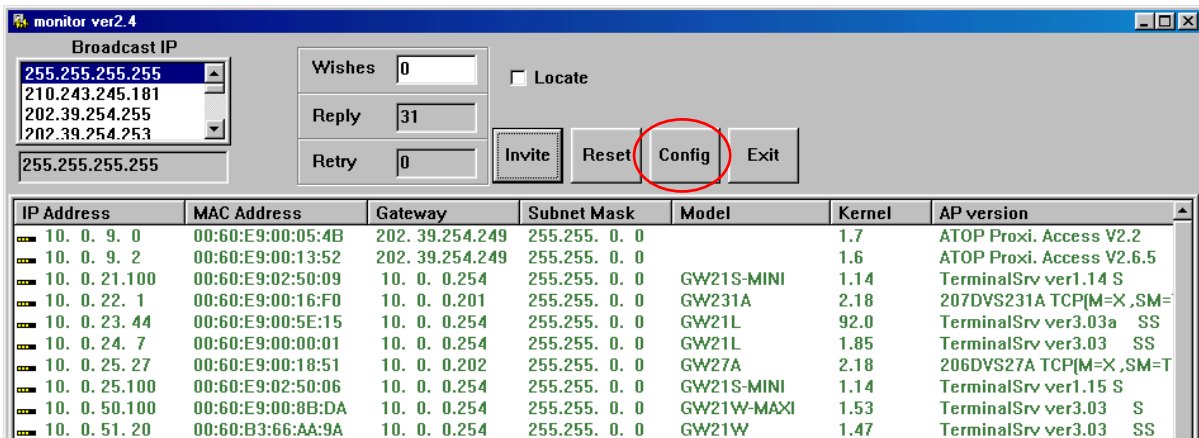 monitor ver2.4
Broadcast IP
255.255.255.255
210.243.245.181
202.39.254.255
202.39.254.253
255.255.255.255
Wishes 0
Reply 31
Retry 0
Locate
Invite Reset Config Exit
IP Address MAC Address Gateway Subnet Mask Model Kernel AP version
10. 0. 9. 0 00:60:E9:00:05:4B 202. 39.254.249 255.255. 0. 0 1.7 ATOP Proxi. Access V2.2
10. 0. 9. 2 00:60:E9:00:13:52 202. 39.254.249 255.255. 0. 0 1.6 ATOP Proxi. Access V2.6.5
10. 0. 21.100 00:60:E9:02:50:09 10. 0. 0.254 255.255. 0. 0 GW21S-MINI 1.14 TerminalSrv ver1.14 S
10. 0. 22. 1 00:60:E9:00:16:F0 10. 0. 0.201 255.255. 0. 0 GW231A 2.18 207DVS231A TCP(M=X ,SM=
10. 0. 23. 44 00:60:E9:00:5E:15 10. 0. 0.254 255.255. 0. 0 GW21L 92.0 TerminalSrv ver3.03a SS
10. 0. 24. 7 00:60:E9:00:00:01 10. 0. 0.254 255.255. 0. 0 GW21L 1.85 TerminalSrv ver3.03 SS
10. 0. 25. 27 00:60:E9:00:18:51 10. 0. 0.202 255.255. 0. 0 GW27A 2.18 206DVS27A TCP(M=X ,SM=T
10. 0. 25.100 00:60:E9:02:50:06 10. 0. 0.254 255.255. 0. 0 GW21S-MINI 1.14 TerminalSrv ver1.15 S
10. 0. 50.100 00:60:E9:00:8B:DA 10. 0. 0.254 255.255. 0. 0 GW21W-MAXI 1.53 TerminalSrv ver3.03 S
10. 0. 51. 20 00:60:B3:66:AA:9A 10. 0. 0.254 255.255. 0. 0 GW21W 1.47 TerminalSrv ver3.03 SS